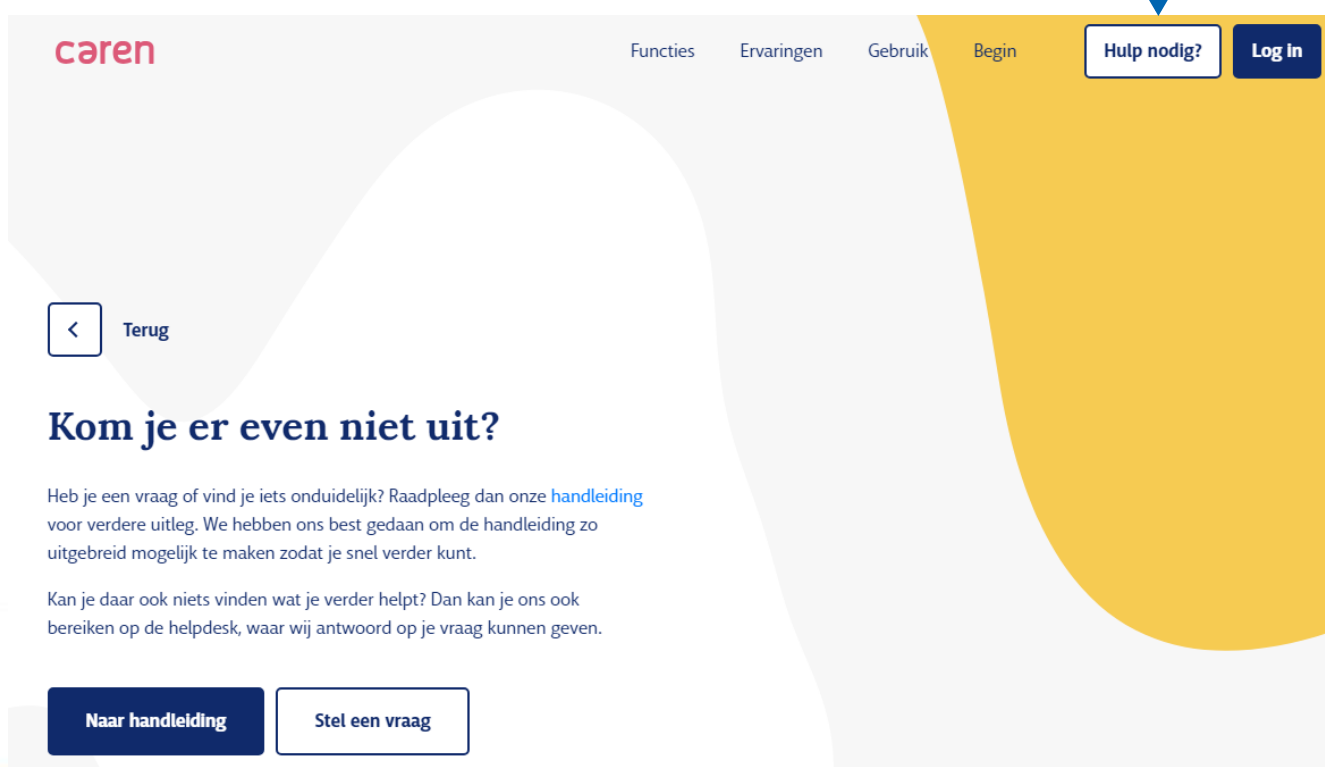 caren
Functies Ervaringen Gebruik Begin Hulp nodig? Log in
Terug
Kom je er even niet uit?
Heb je een vraag of vind je iets onduidelijk? Raadpleeg dan onze handleiding
voor verdere uitleg. We hebben ons best gedaan om de handleiding zo
uitgebreid mogelijk te maken zodat je snel verder kunt.
Kan je daar ook niets vinden wat je verder helpt? Dan kan je ons ook
bereiken op de helpdesk, waar wij antwoord op je vraag kunnen geven.
Naar handleiding Stel een vraag